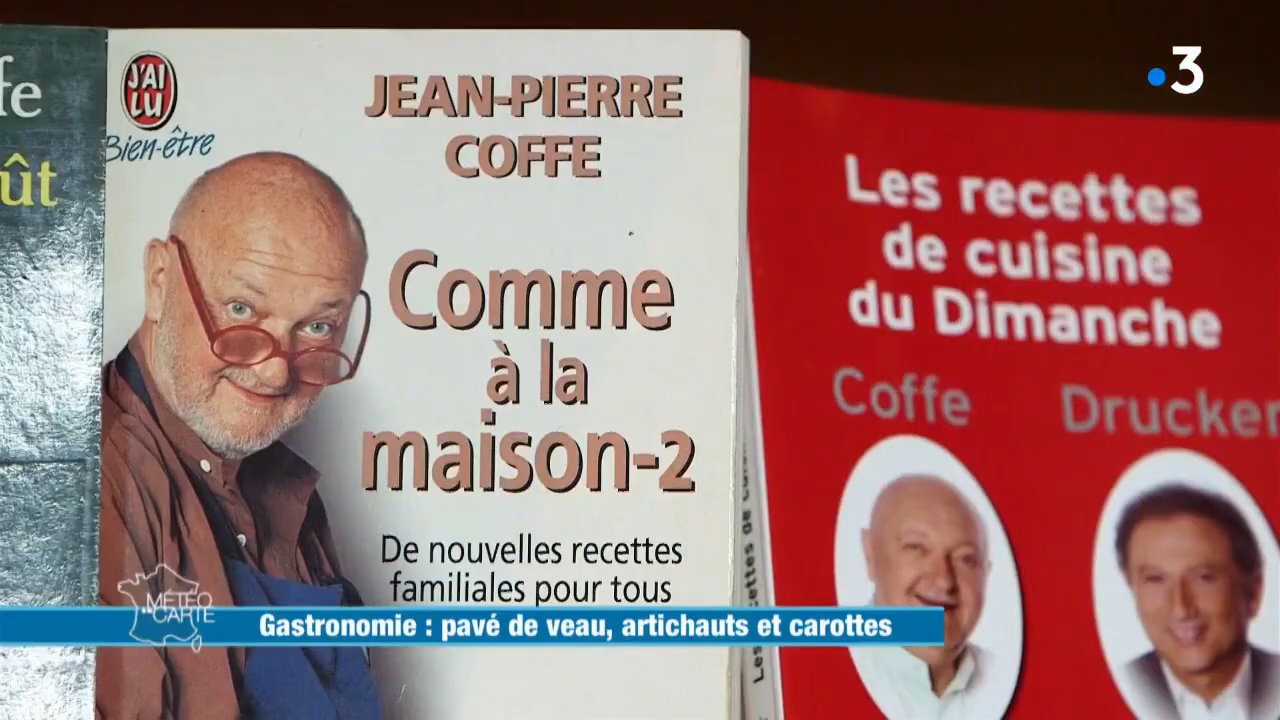 fe
ût
J'AI
LU
Bien-être
JEAN-PIERRE
COFFE
Comme
à la
maison-2
De nouvelles recettes
familiales pour tous
3
Les recettes
de cuisine
du Dimanche
Coffe
Drucker
MÉTÉO
à la
CARTE
Gastronomie : pavé de veau, artichauts et carottes